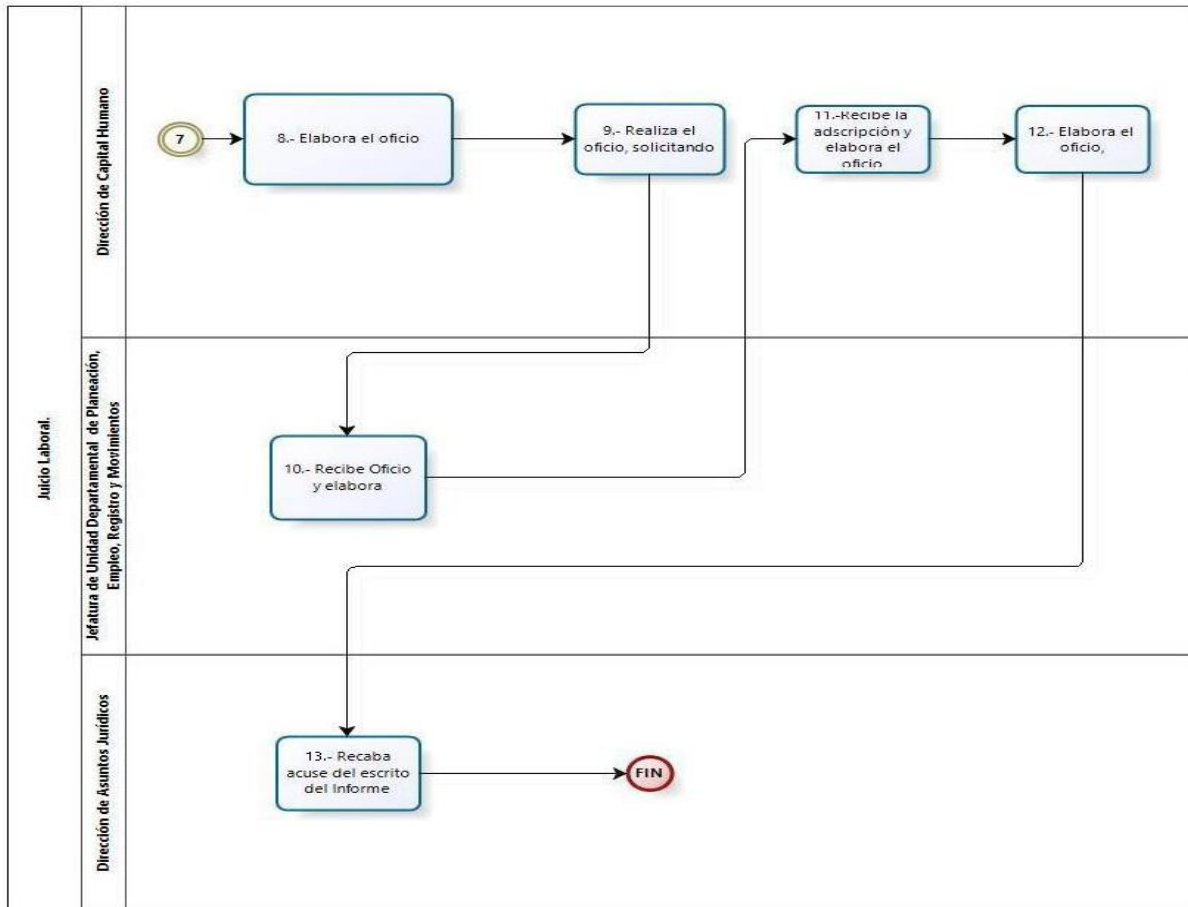 Juicio Laboral.
Dirección de Capital Humano
7
8.- Elabora el oficio
9.- Realiza el
oficio, solicitando
11.-Recibe la
adscripción y
elabora el
oficio
12.- Elabora el
oficio,
Jefatura de Unidad Departamental de Planeación,
Empleo, Registro y Movimientos
10.- Recibe Oficio
y elabora
Dirección de Asuntos Jurídicos
13.- Recaba
acuse del escrito
del Informe
FIN